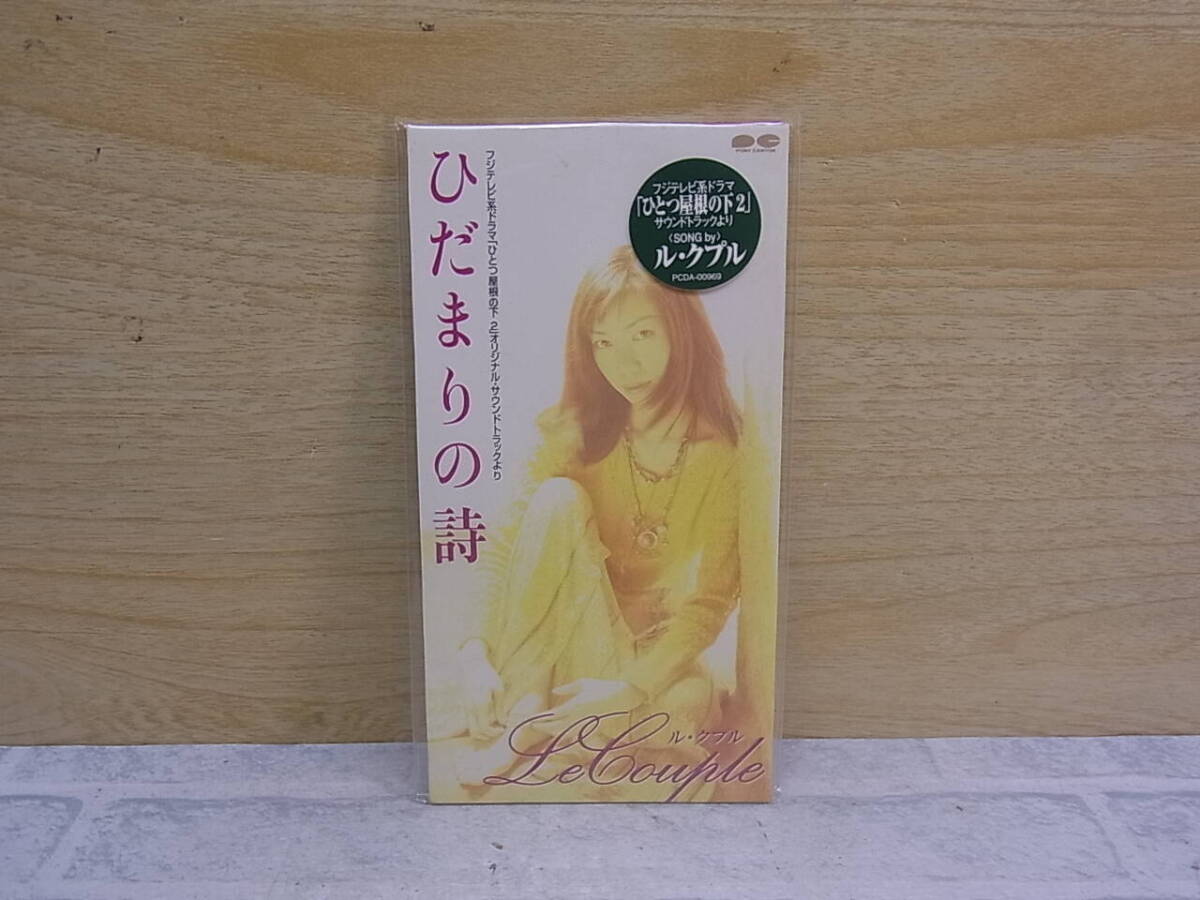 ひだまりの詩
フジテレビ系ドラマ「ひとつ屋根の下 2」オリジナル・サウンドトラックより
PONY CANYON
フジテレビ系ドラマ
「ひとつ屋根の下2」
サウンドトラックより
〈SONG by〉
ル・クプル
PCDA-00969
ル・クプル
Le Couple